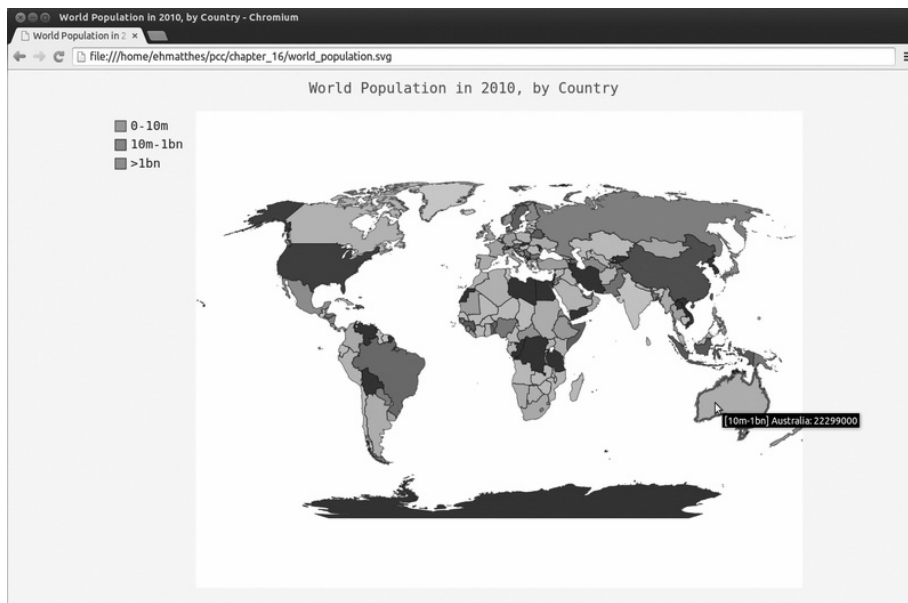 World Population in 2010, by Country - Chromium
World Population in 2
file:///home/ehmatthes/pcc/chapter_16/world_population.svg
World Population in 2010, by Country
0-10m
10m-1bn
>1bn
[10m-1bn] Australia: 22299000